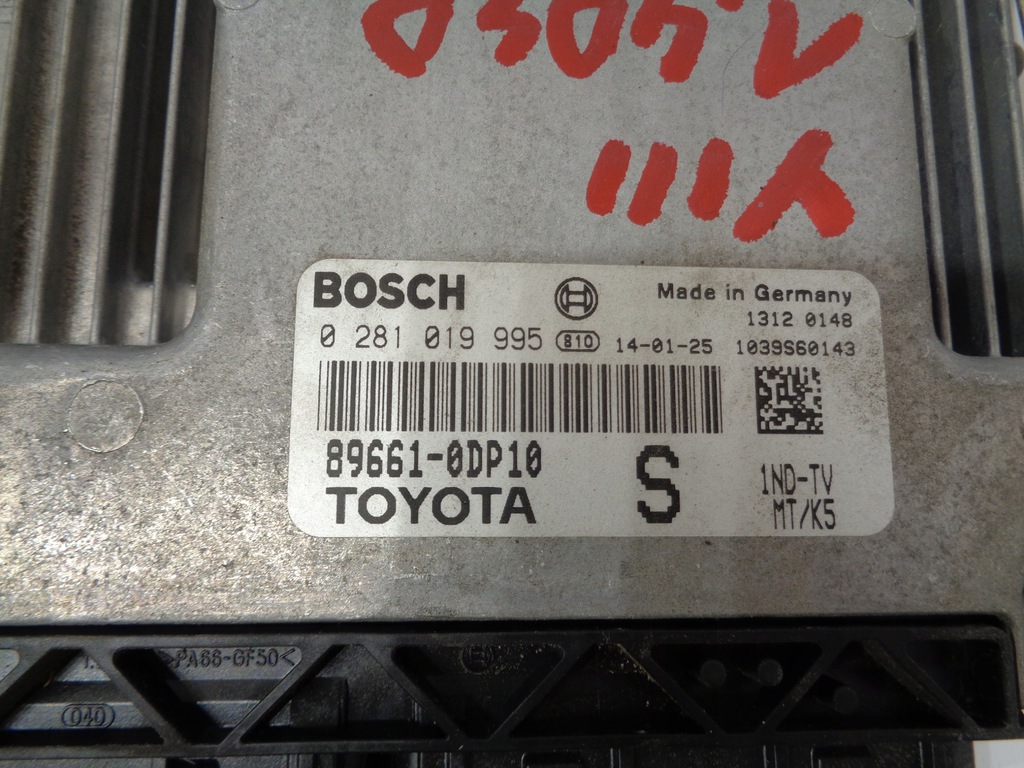 BOSCH
Made in Germany
1312 0148
0 281 019 995 810 14-01-25 1039S60143
89661-0DP10
S
1ND-TV
TOYOTA
MT/K5
>PA66-GF50<
040